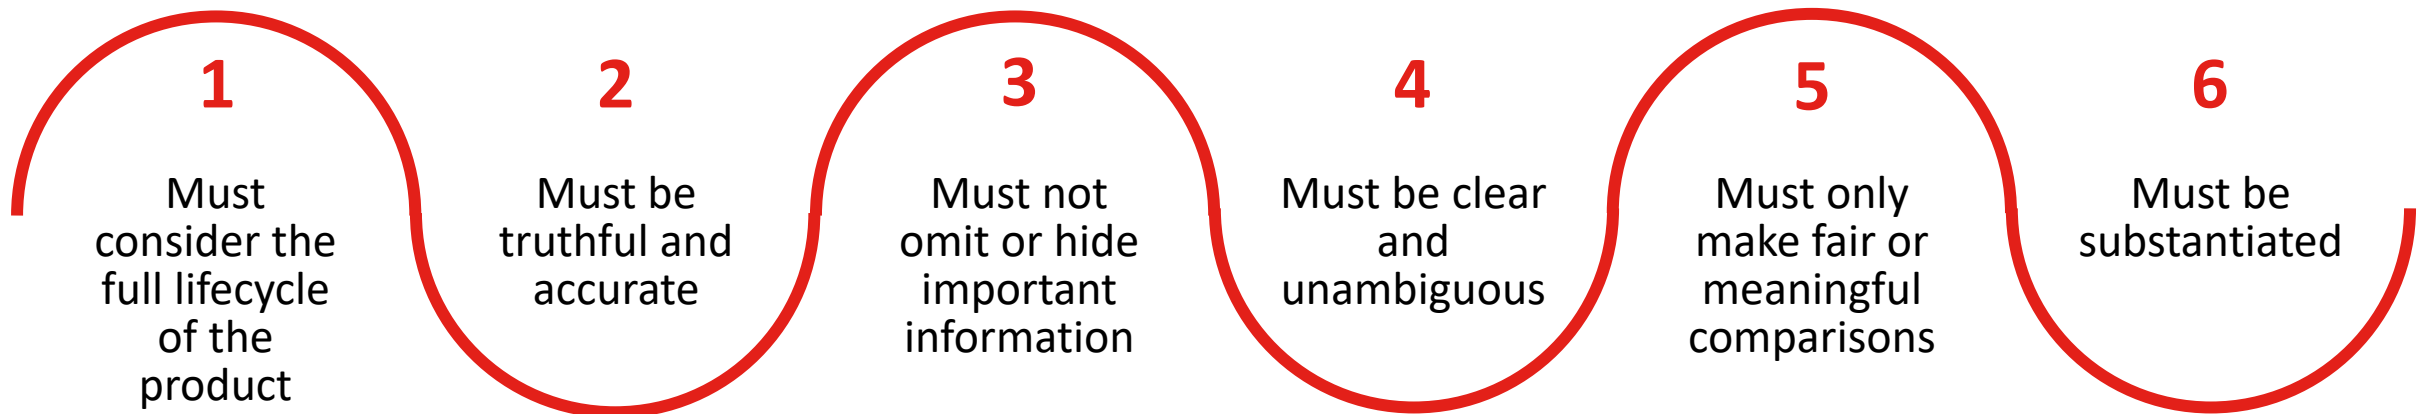 1
Must
consider the
full lifecycle
of the
product
2
Must be
truthful and
accurate
3
Must not
omit or hide
important
information
4
Must be clear
and
unambiguous
5
Must only
make fair or
meaningful
comparisons
6
Must be
substantiated